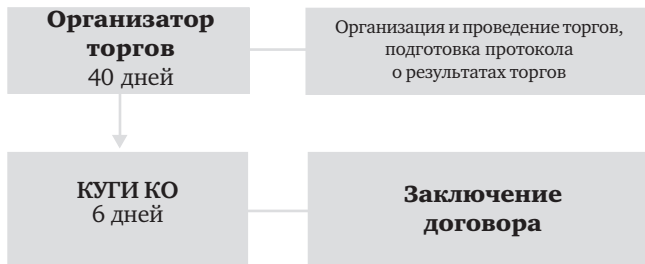 Организатор
торгов
40 дней
Организация и проведение торгов,
подготовка протокола
о результатах торгов
КУГИ КО
6 дней
Заключение
договора